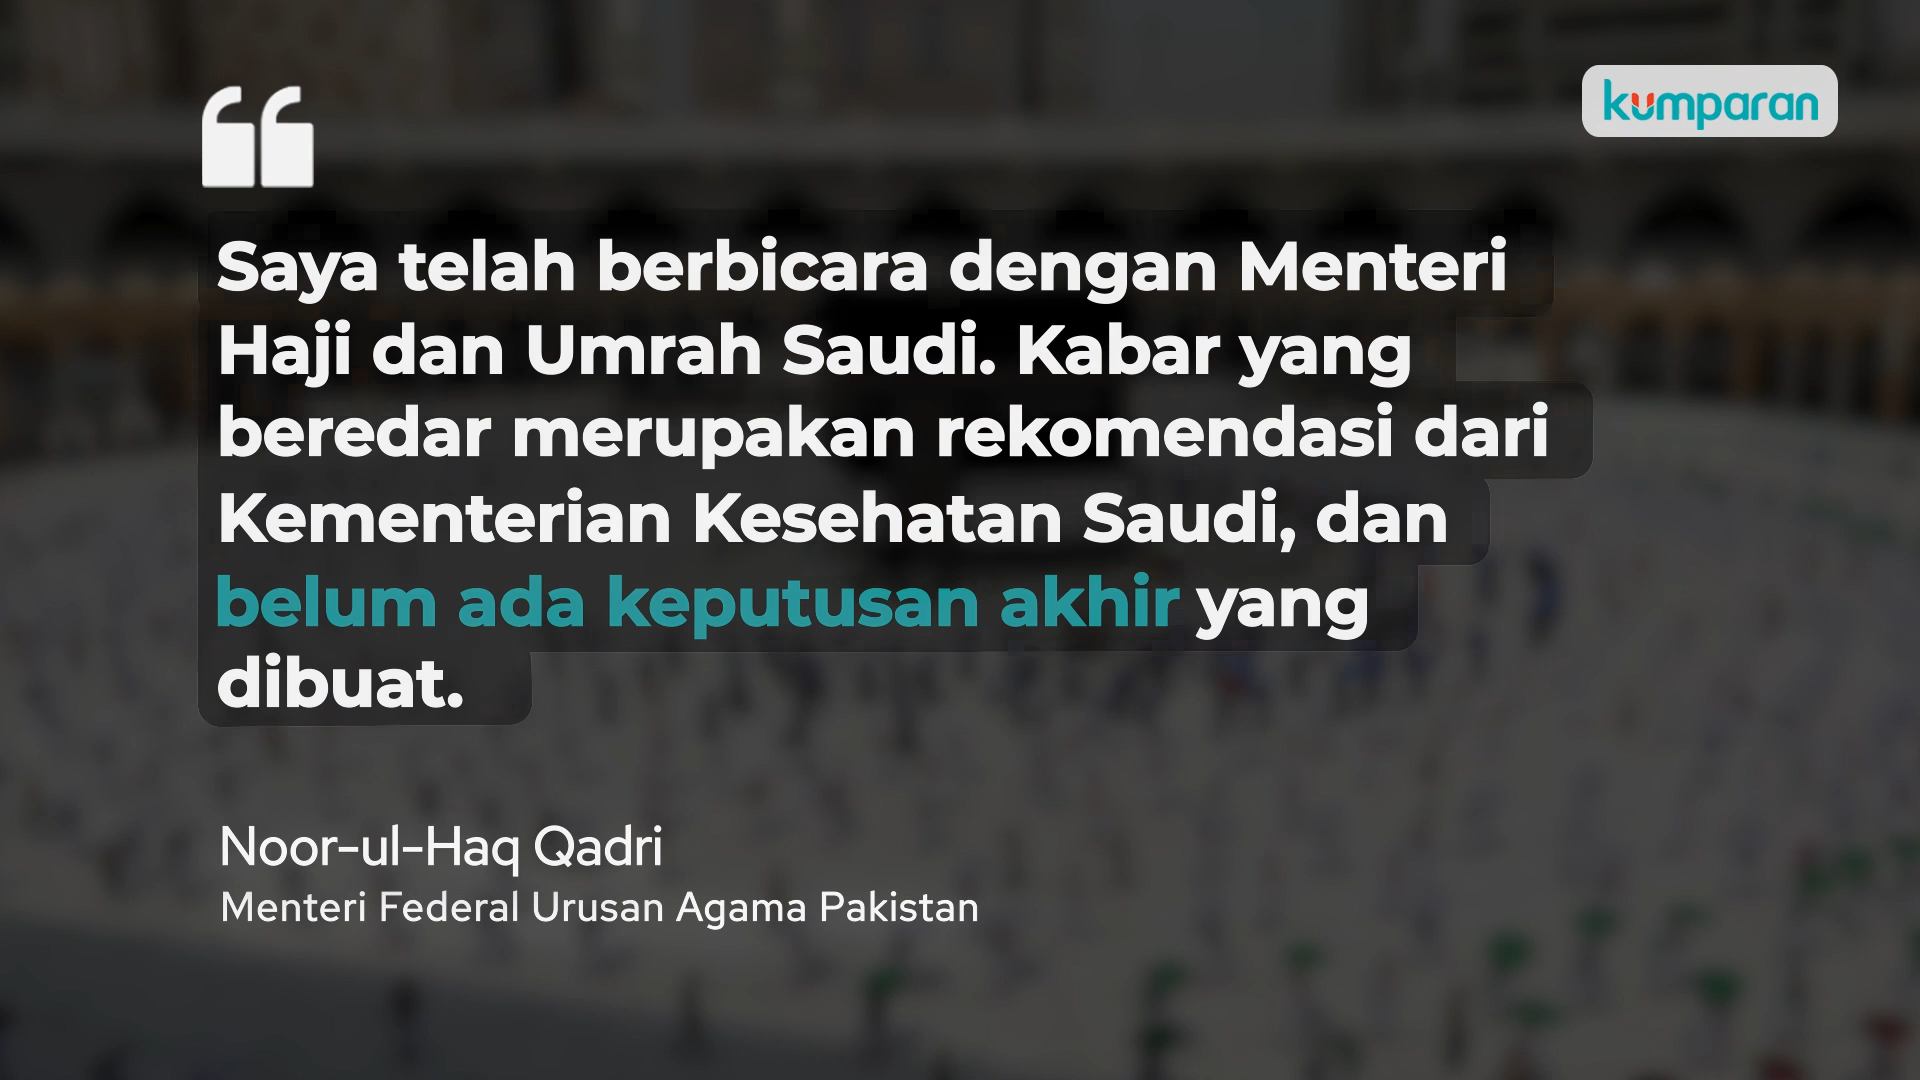 kumparan
“
Saya telah berbicara dengan Menteri
Haji dan Umrah Saudi. Kabar yang
beredar merupakan rekomendasi dari
Kementerian Kesehatan Saudi, dan
belum ada keputusan akhir yang
dibuat.
Noor-ul-Haq Qadri
Menteri Federal Urusan Agama Pakistan